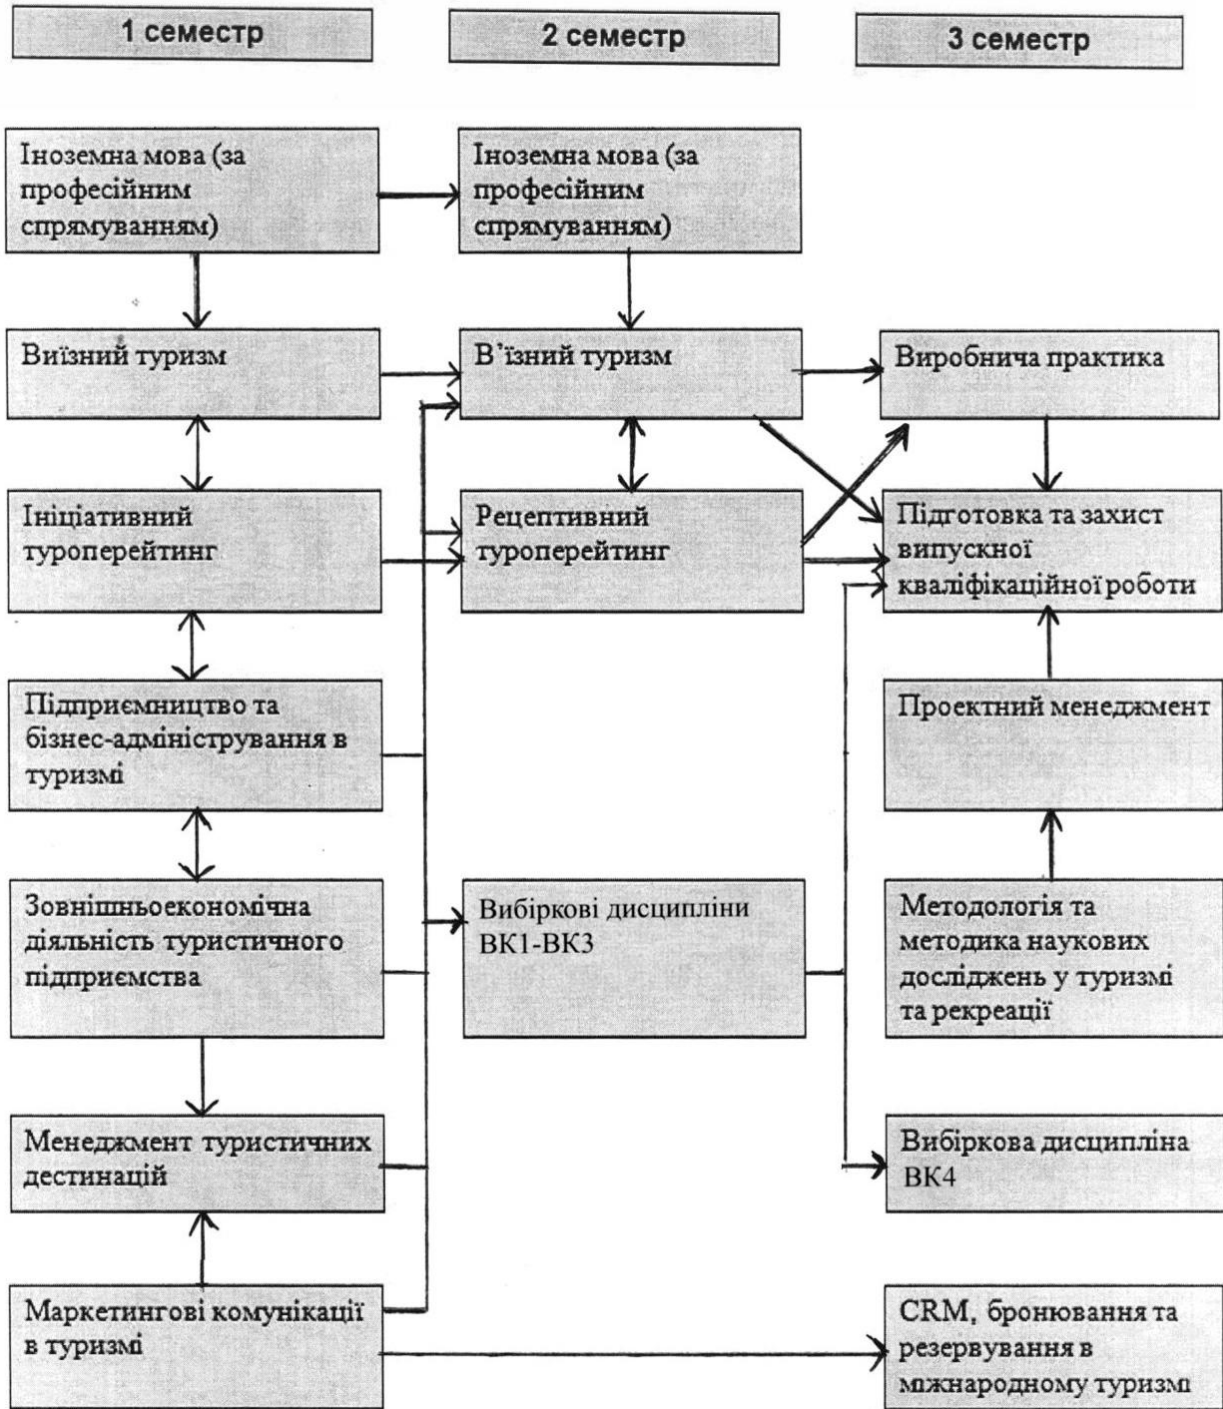 1 семестр
2 семестр
3 семестр
Іноземна мова (за
професійним
спрямуванням)
Іноземна мова (за
професійним
спрямуванням)
Виїзний туризм
В'їзний туризм
Виробнича практика
Ініціативний
туроперейтинг
Рецептивний
туроперейтинг
Підготовка та захист
випускної
кваліфікаційної роботи
Підприємництво та
бізнес-адміністрування в
туризмі
Проектний менеджмент
Зовнішньоекономічна
діяльність туристичного
підприємства
Вибіркові дисципліни
ВК1-ВК3
Методологія та
методика наукових
досліджень у туризмі
та рекреації
Менеджмент туристичних
дестинацій
Вибіркова дисципліна
ВК4
Маркетингові комунікації
в туризмі
CRM, бронювання та
резервування в
міжнародному туризмі